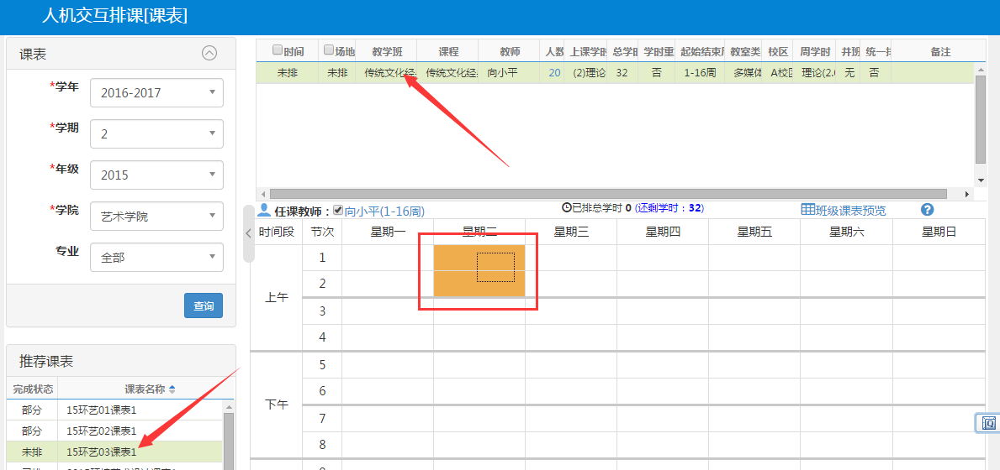 人机交互排课[课表]
课表
*学年 2016-2017
*学期 2
*年级 2015
*学院 艺术学院
专业 全部
查询
推荐课表
完成状态 课表名称
部分 15环艺01课表1
部分 15环艺02课表1
未排 15环艺03课表1
时间 场地 教学班 课程 教师 人数 上课学时 总学时 学时重 起始结束周 教室类 校区 周学时 井班 统一排 备注
未排 未排 传统文化经 传统文化经 向小平 20 (2)理论 32 否 1-16周 多媒体 A校区 理论(2.0 无 否
任课教师：向小平(1-16周) 已排总学时 0 (还剩学时：32) 班级课表预览
时间段 节次 星期一 星期二 星期三 星期四 星期五 星期六 星期日
上午
1
2
3
4
下午
5
6
7
8